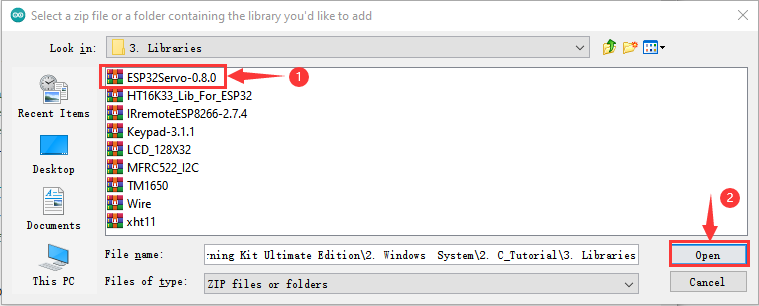 Select a zip file or a folder containing the library you'd like to add
Look in:
3. Libraries
ESP32Servo-0.8.0
1
HT16K33_Lib_For_ESP32
IRremoteESP8266-2.7.4
Keypad-3.1.1
LCD_128X32
MFRC522_I2C
TM1650
Wire
xht11
Recent Items
Desktop
Documents
This PC
2
File name:
rning Kit Ultimate Edition\2. Windows System\2. C_Tutorial\3. Libraries
Open
Files of type:
ZIP files or folders
Cancel